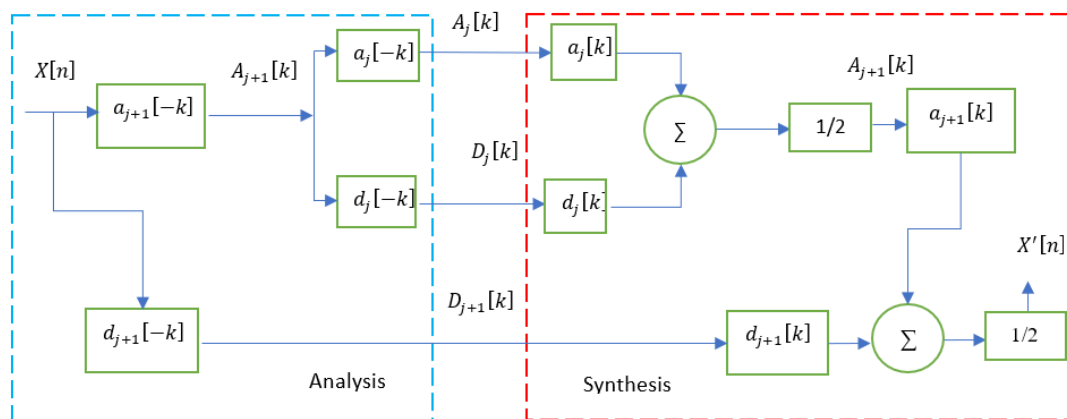 A_j[k]
a_j[−k]
a_j[k]
X[n]
A_{j+1}[k]
A_{j+1}[k]
a_{j+1}[−k]
a_{j+1}[k]
∑
1/2
D_j[k]
d_j[−k]
d_j[k]
X′[n]
D_{j+1}[k]
d_{j+1}[−k]
d_{j+1}[k]
∑
1/2
Analysis
Synthesis